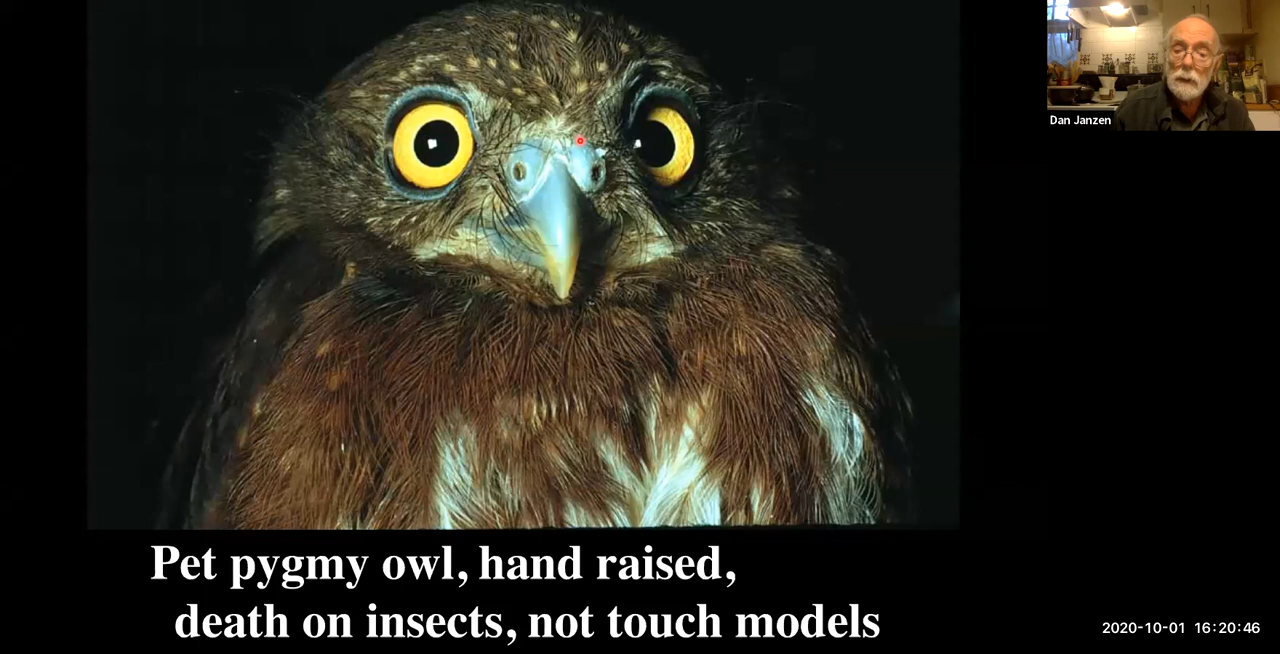 Dan Janzen
Pet pygmy owl, hand raised,
death on insects, not touch models
2020-10-01 16:20:46